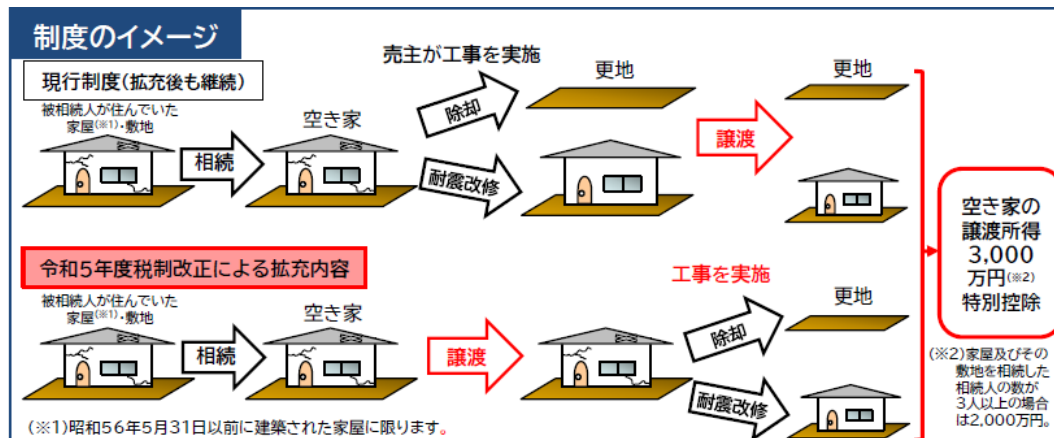 制度のイメージ
現行制度(拡充後も継続)
被相続人が住んでいた
家屋(※1)・敷地
相続
空き家
売主が工事を実施
除却
耐震改修
更地
譲渡
更地
令和5年度税制改正による拡充内容
被相続人が住んでいた
家屋(※1)・敷地
相続
空き家
譲渡
工事を実施
除却
耐震改修
更地
空き家の
譲渡所得
3,000
万円(※2)
特別控除
(※2)家屋及びその
敷地を相続した
相続人の数が
3人以上の場合
は2,000万円。
(※1)昭和56年5月31日以前に建築された家屋に限ります。